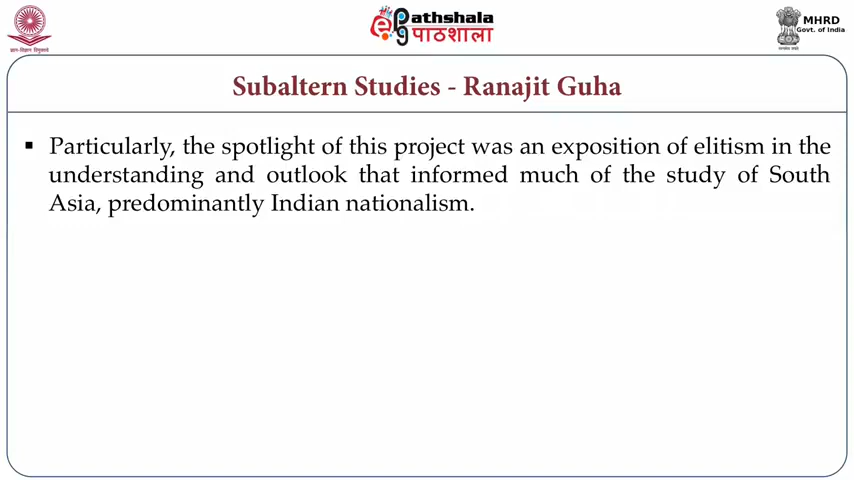 ePathshala
पाठशाला
MHRD
Govt. of India
Subaltern Studies - Ranajit Guha
▪ Particularly, the spotlight of this project was an exposition of elitism in the
understanding and outlook that informed much of the study of South
Asia, predominantly Indian nationalism.